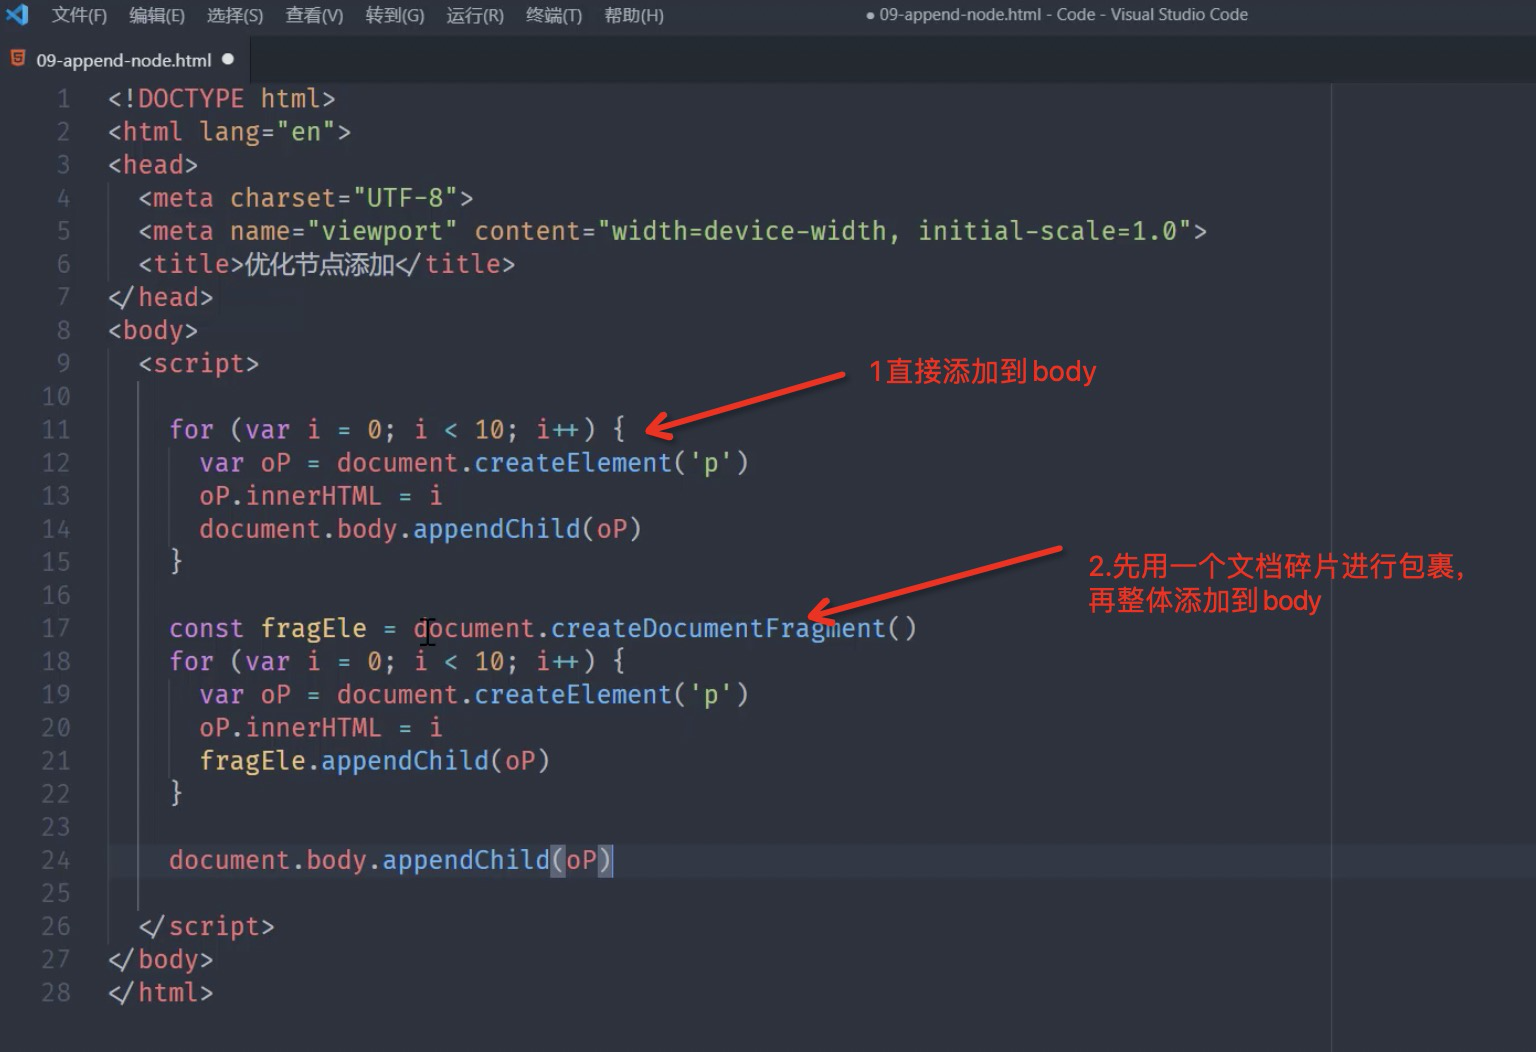 文件(F) 编辑(E) 选择(S) 查看(V) 转到(G) 运行(R) 终端(T) 帮助(H) ● 09-append-node.html - Code - Visual Studio Code
09-append-node.html ●
1 <!DOCTYPE html>
2 <html lang="en">
3 <head>
4 <meta charset="UTF-8">
5 <meta name="viewport" content="width=device-width, initial-scale=1.0">
6 <title>优化节点添加</title>
7 </head>
8 <body>
9 <script>
1直接添加到body
10
11 for (var i = 0; i < 10; i++) {
12 var oP = document.createElement('p')
13 oP.innerHTML = i
14 document.body.appendChild(oP)
15 }
2.先用一个文档碎片进行包裹，
再整体添加到body
16
17 const fragEle = document.createDocumentFragment()
18 for (var i = 0; i < 10; i++) {
19 var oP = document.createElement('p')
20 oP.innerHTML = i
21 fragEle.appendChild(oP)
22 }
23
24 document.body.appendChild(oP)
25
26 </script>
27 </body>
28 </html>